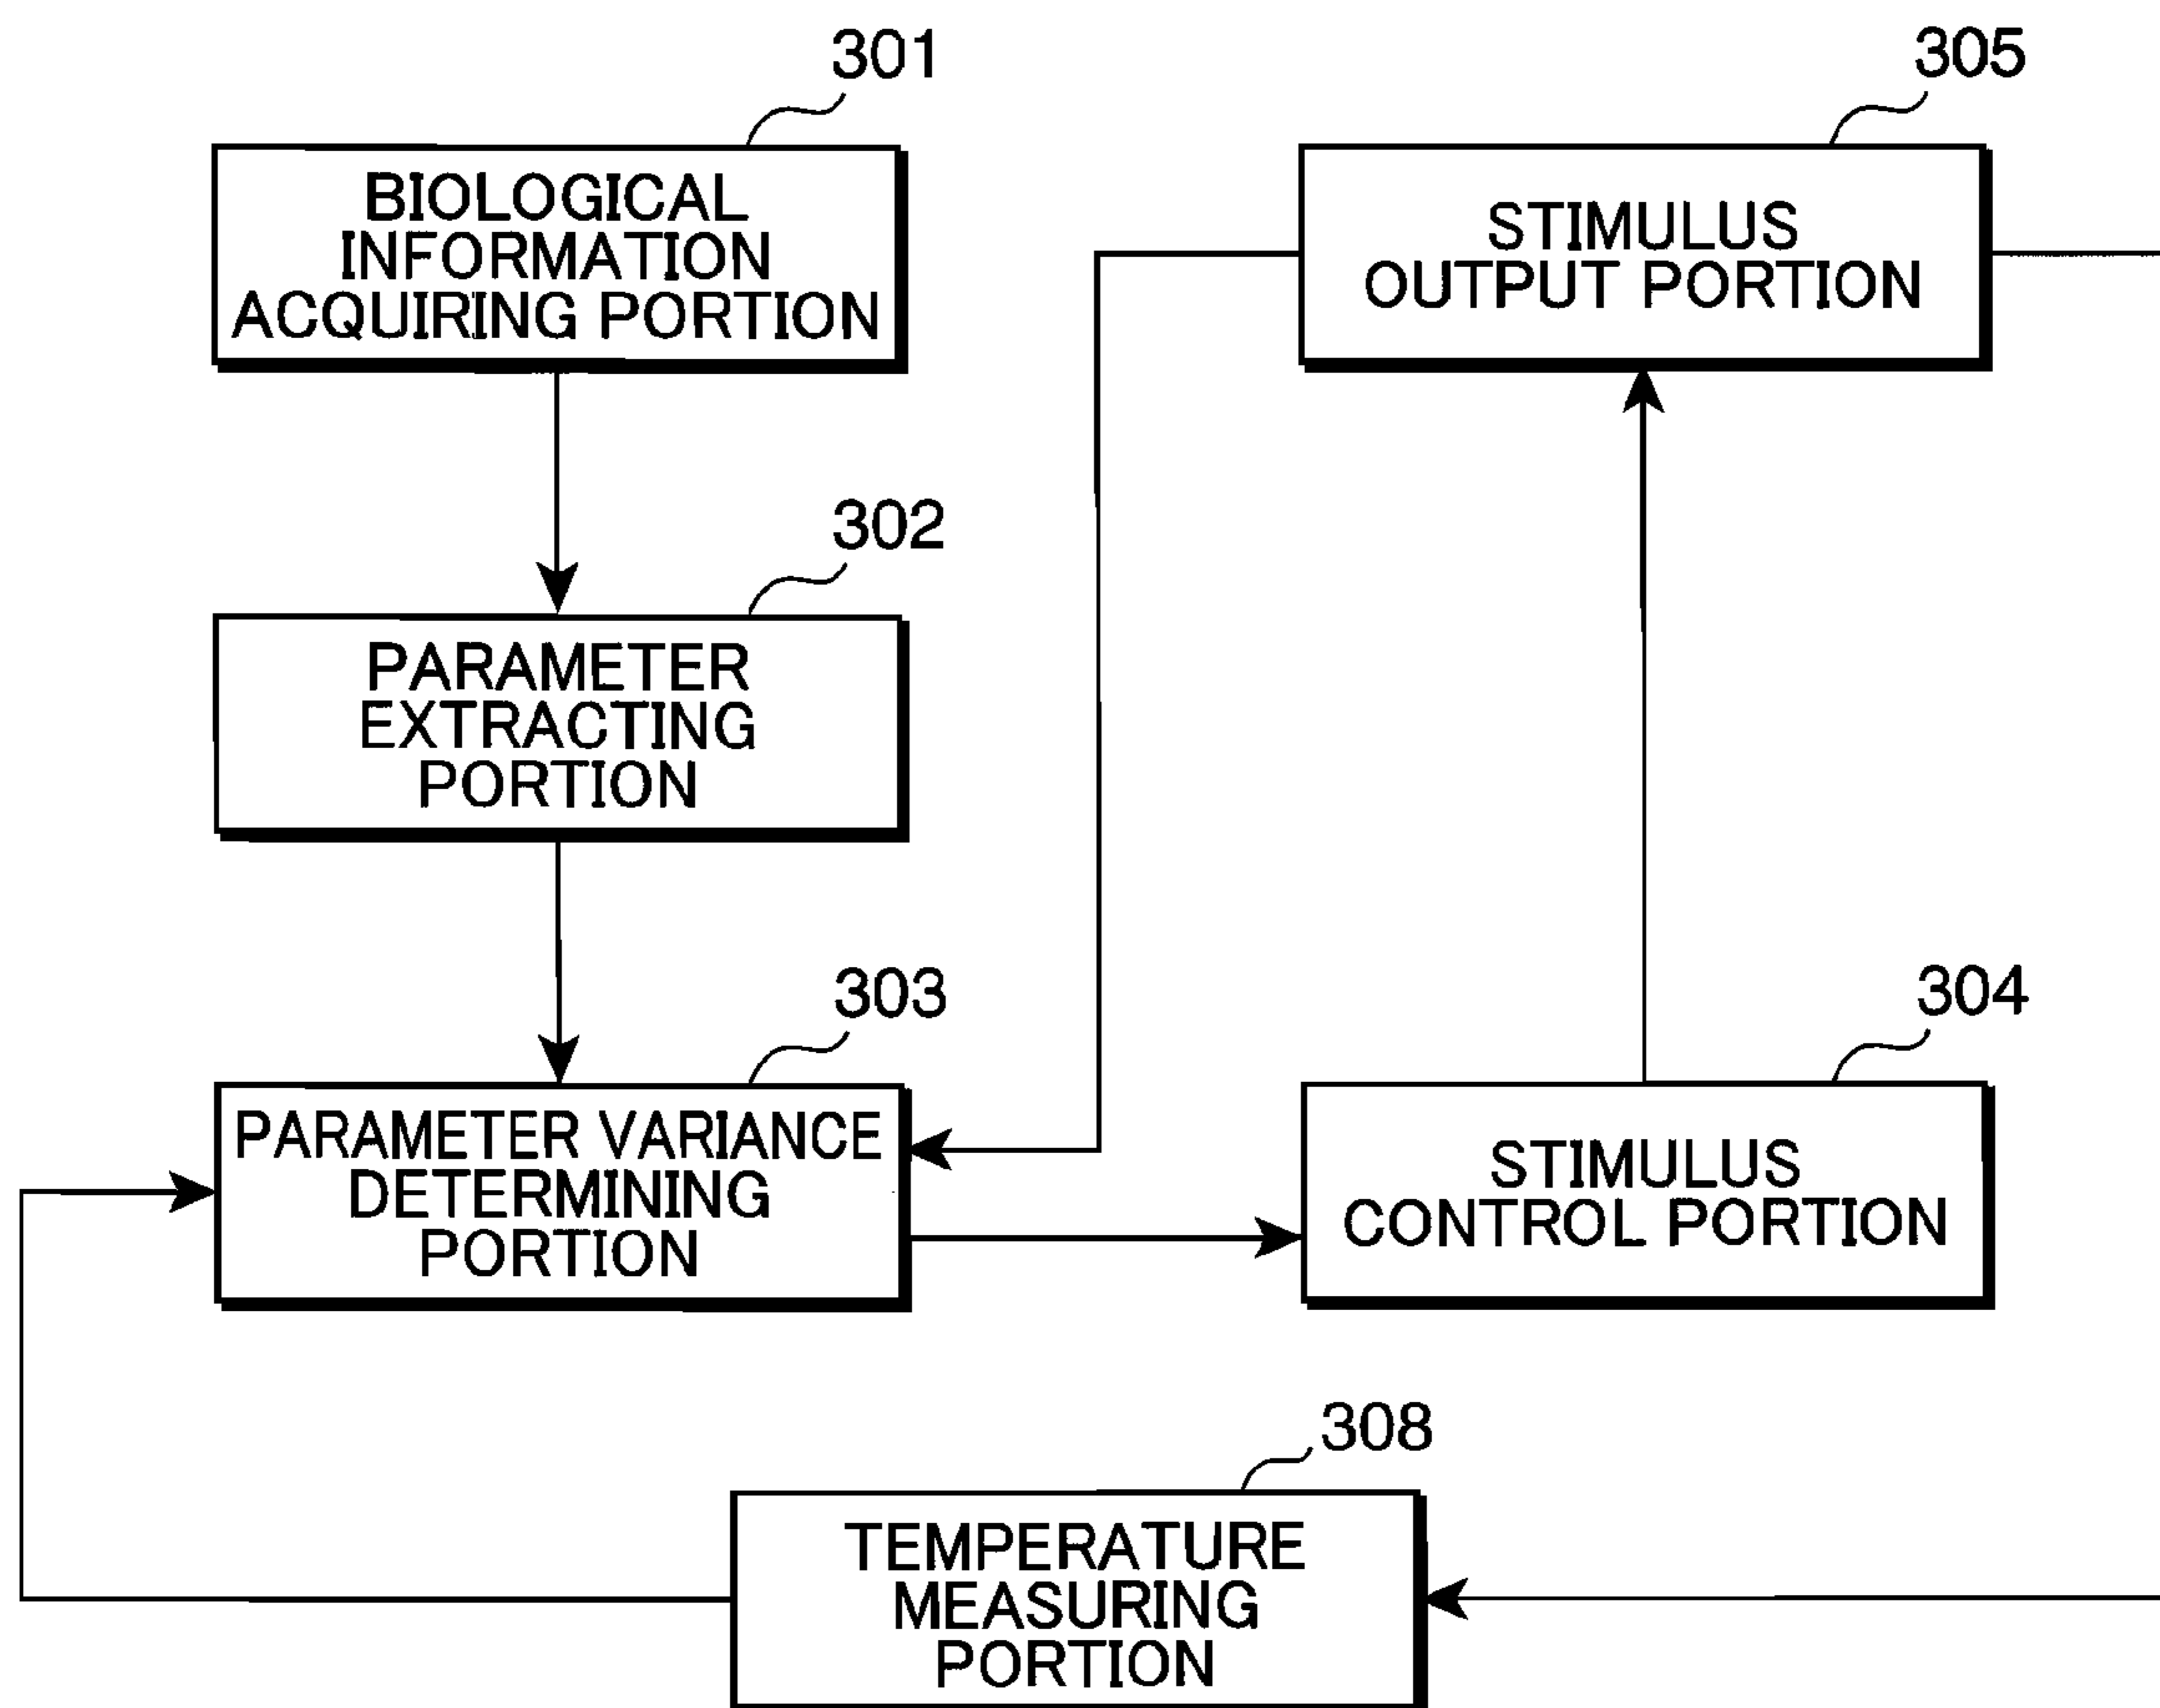 301
BIOLOGICAL
INFORMATION
ACQUIRING PORTION
305
STIMULUS
OUTPUT PORTION
302
PARAMETER
EXTRACTING
PORTION
303
PARAMETER VARIANCE
DETERMINING
PORTION
304
STIMULUS
CONTROL PORTION
308
TEMPERATURE
MEASURING
PORTION